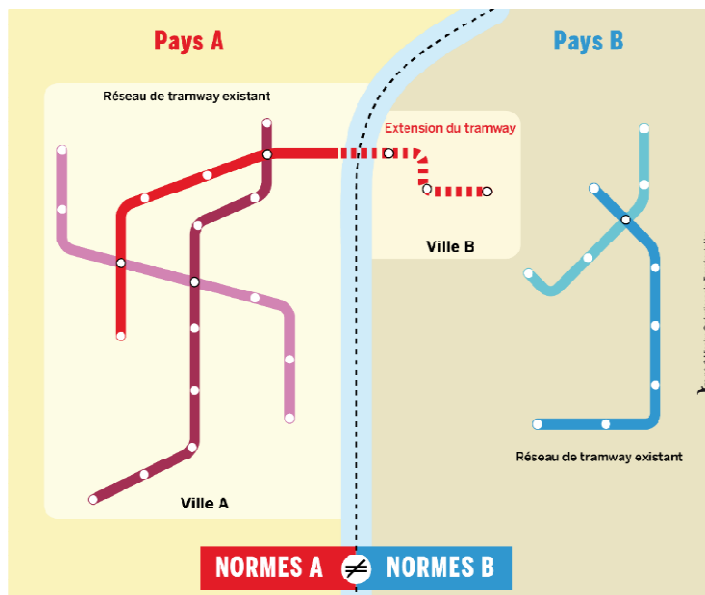 Pays A
Pays B
Réseau de tramway existant
Extension du tramway
Ville B
Réseau de tramway existant
Ville A
NORMES A ≠ NORMES B